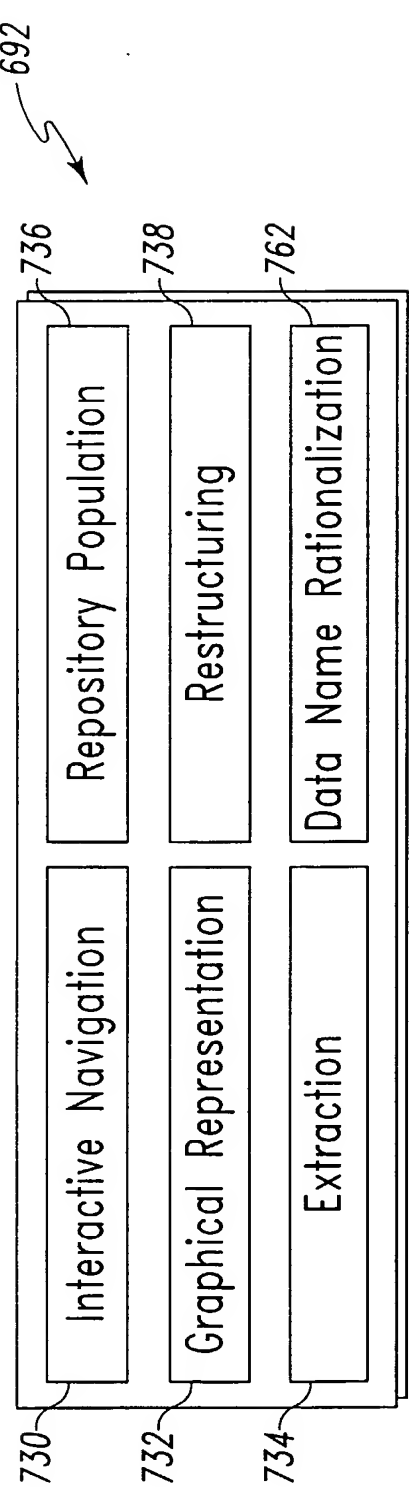 692
730 Interactive Navigation
Repository Population 736
732 Graphical Representation
Restructuring 738
734 Extraction
Data Name Rationalization 762